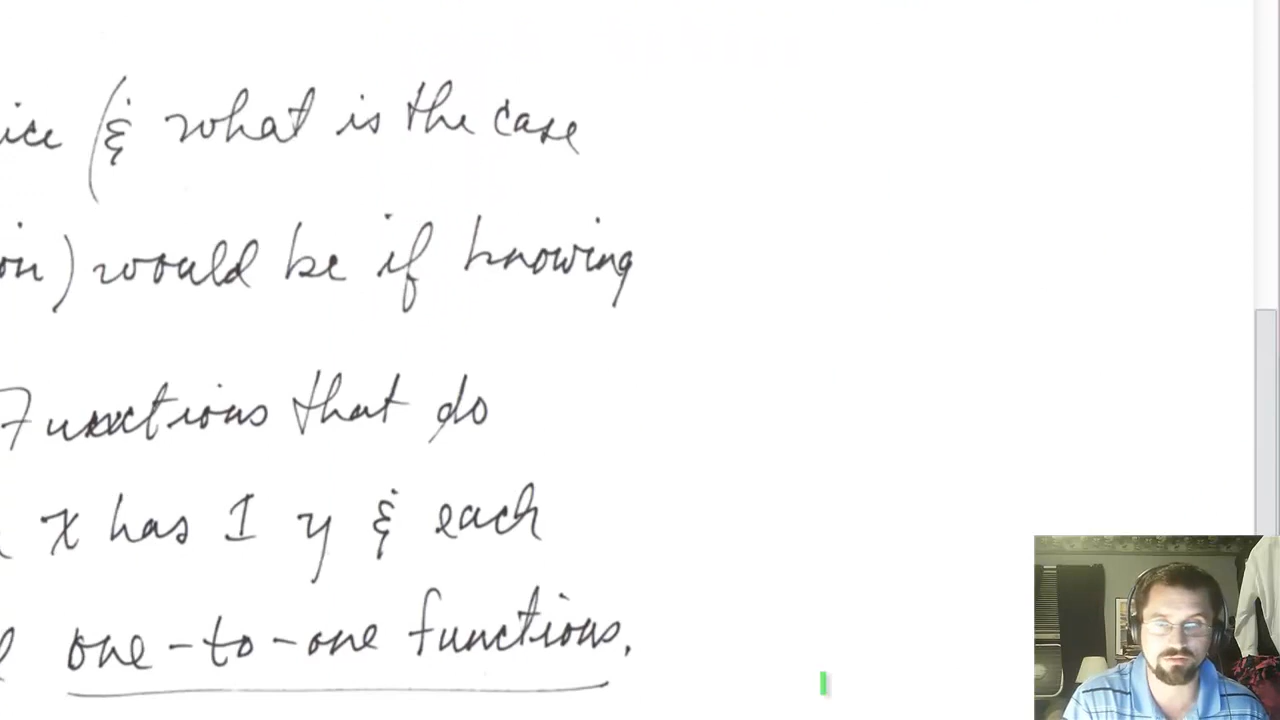 ice (& what is the case
on) would be if knowing
Functions that do
x has 1 y & each
one-to-one functions.